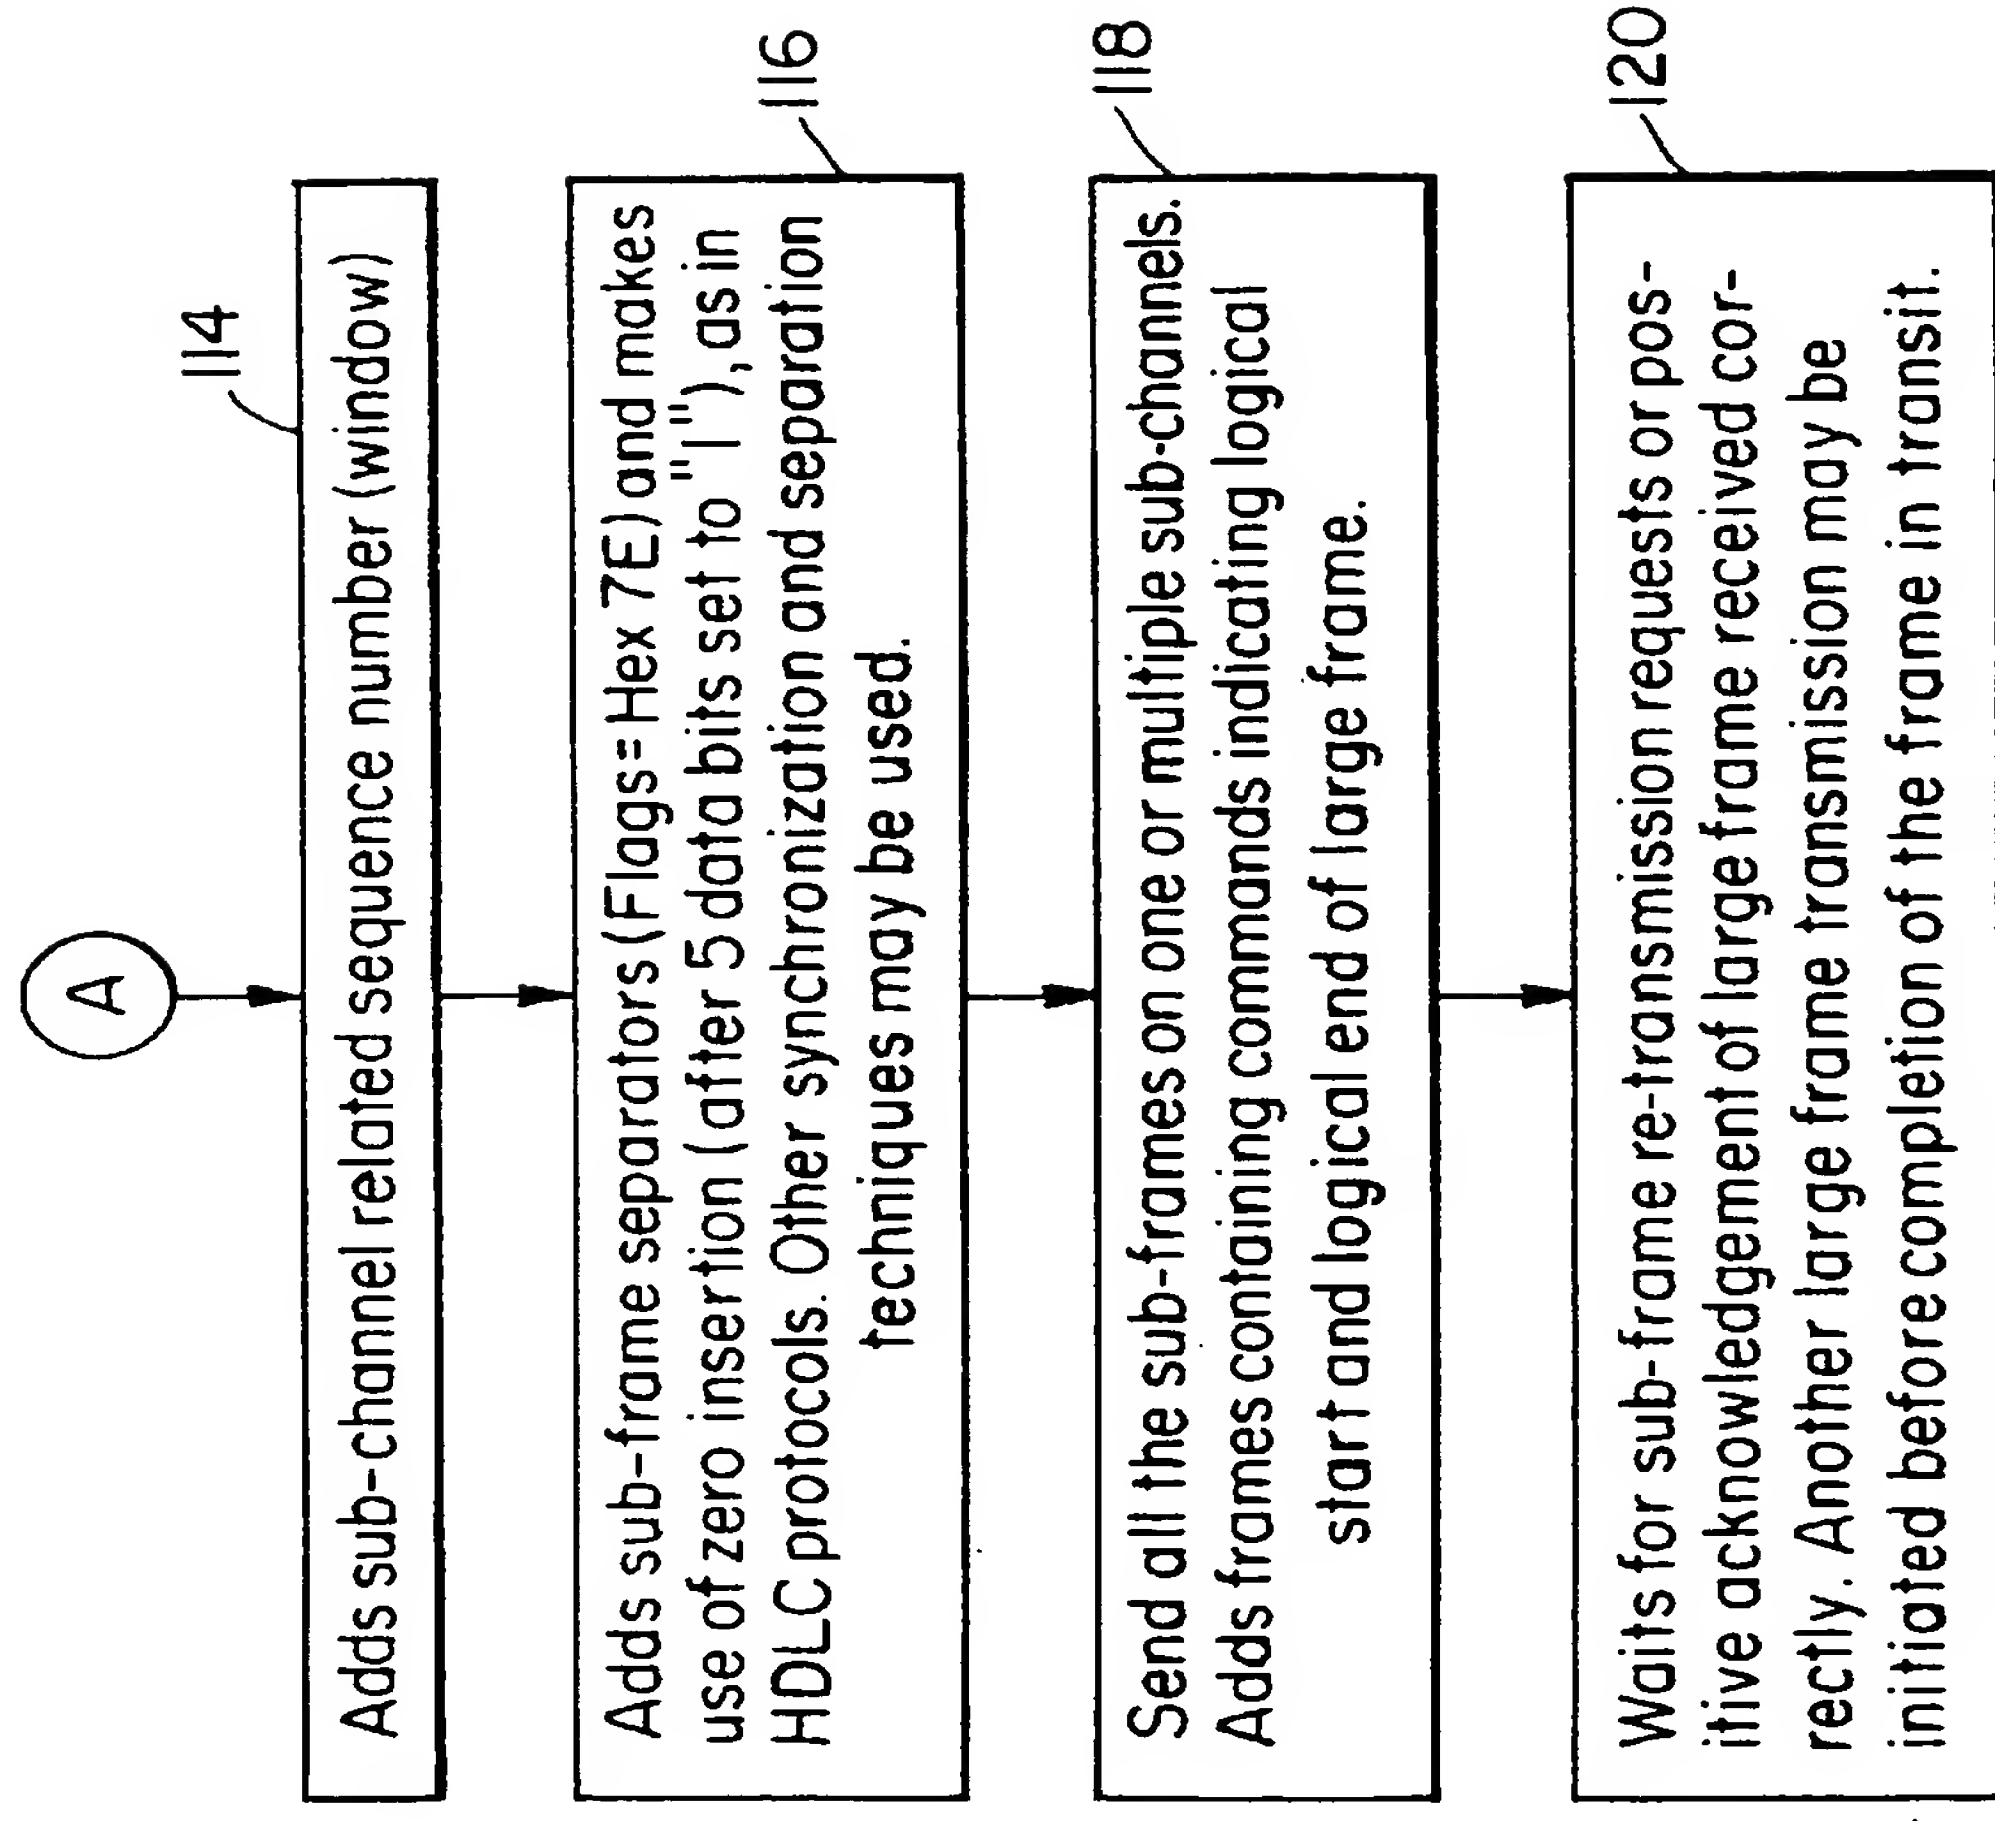 A
114
Adds sub-channel related sequence number (window)
116
Adds sub-frame separators (Flags=Hex 7E) and makes
use of zero insertion (after 5 data bits set to "1"), as in
HDLC protocols. Other synchronization and separation
techniques may be used.
118
Send all the sub-frames on one or multiple sub-channels.
Adds frames containing commands indicating logical
start and logical end of large frame.
120
Waits for sub-frame re-transmission requests or pos-
itive acknowledgement of large frame received cor-
rectly. Another large frame transmission may be
initiated before completion of the frame in transit.